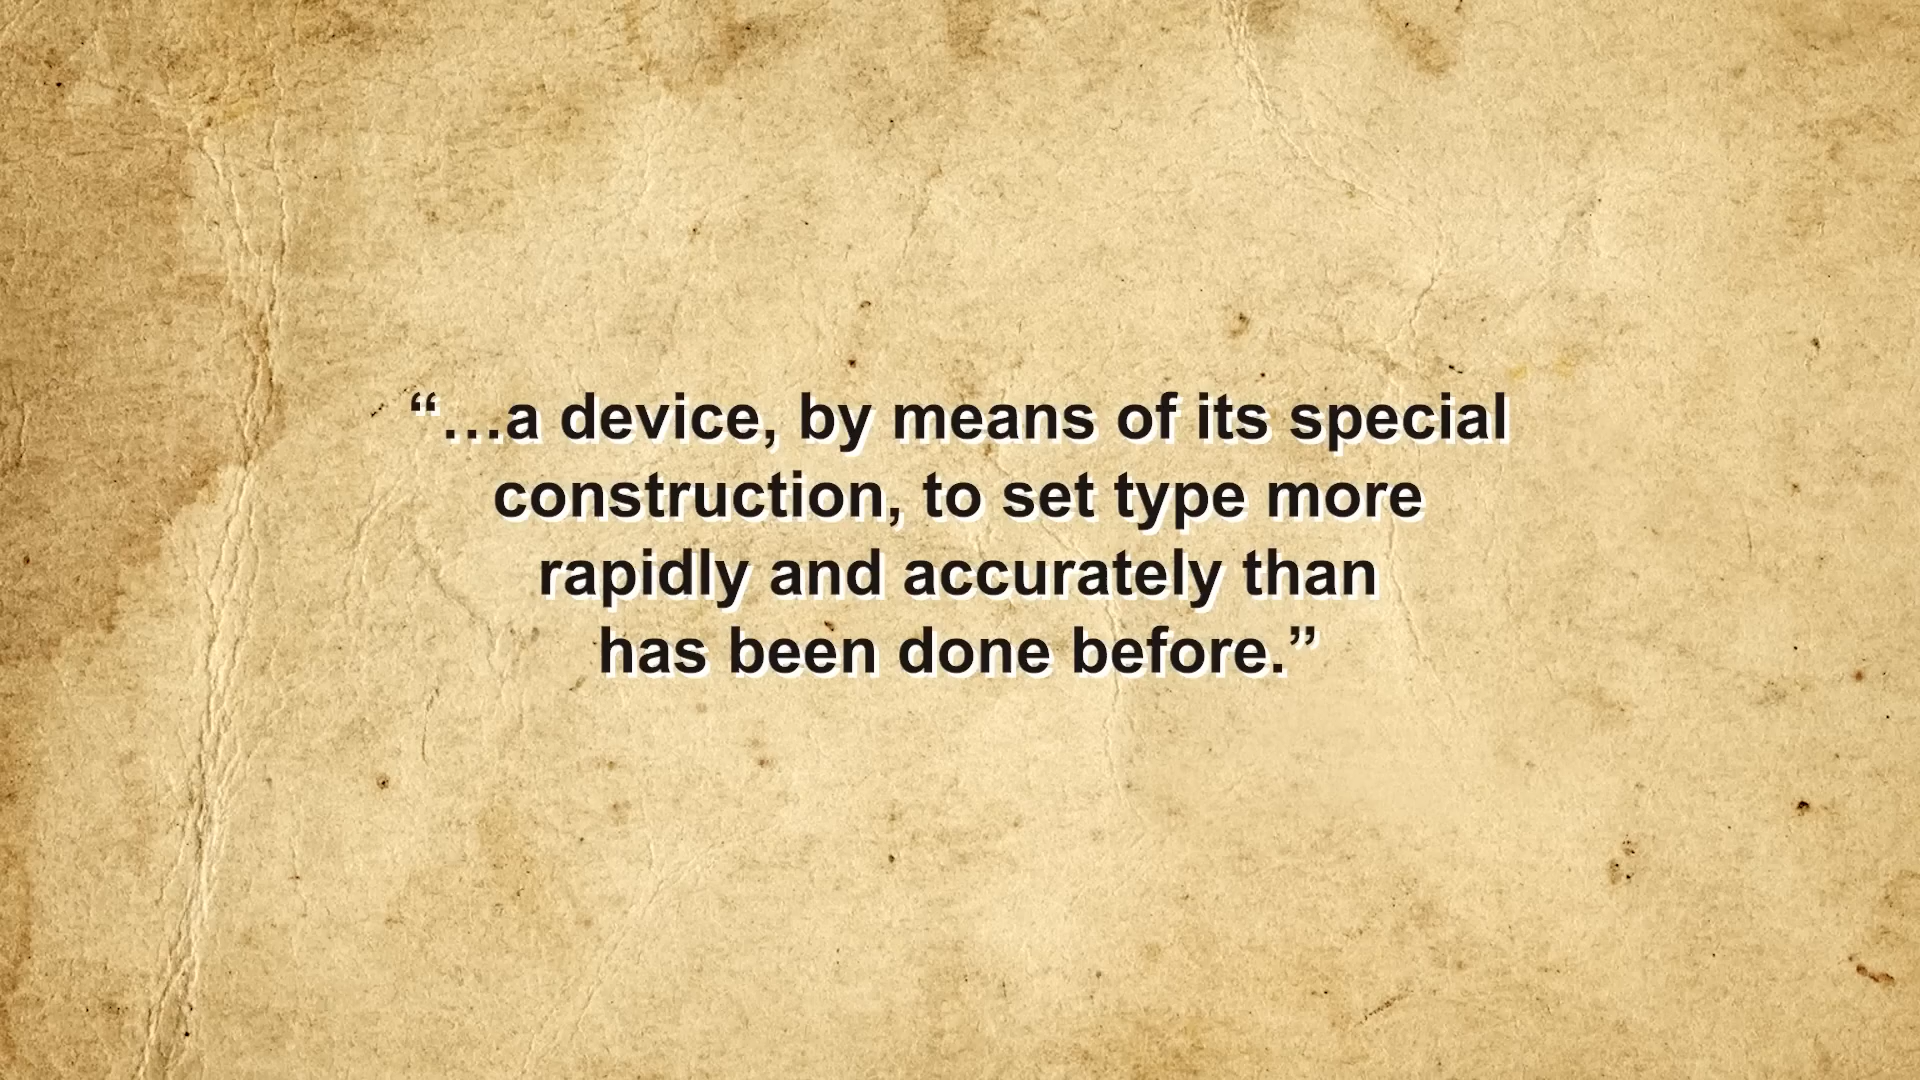 “…a device, by means of its special
construction, to set type more
rapidly and accurately than
has been done before.”